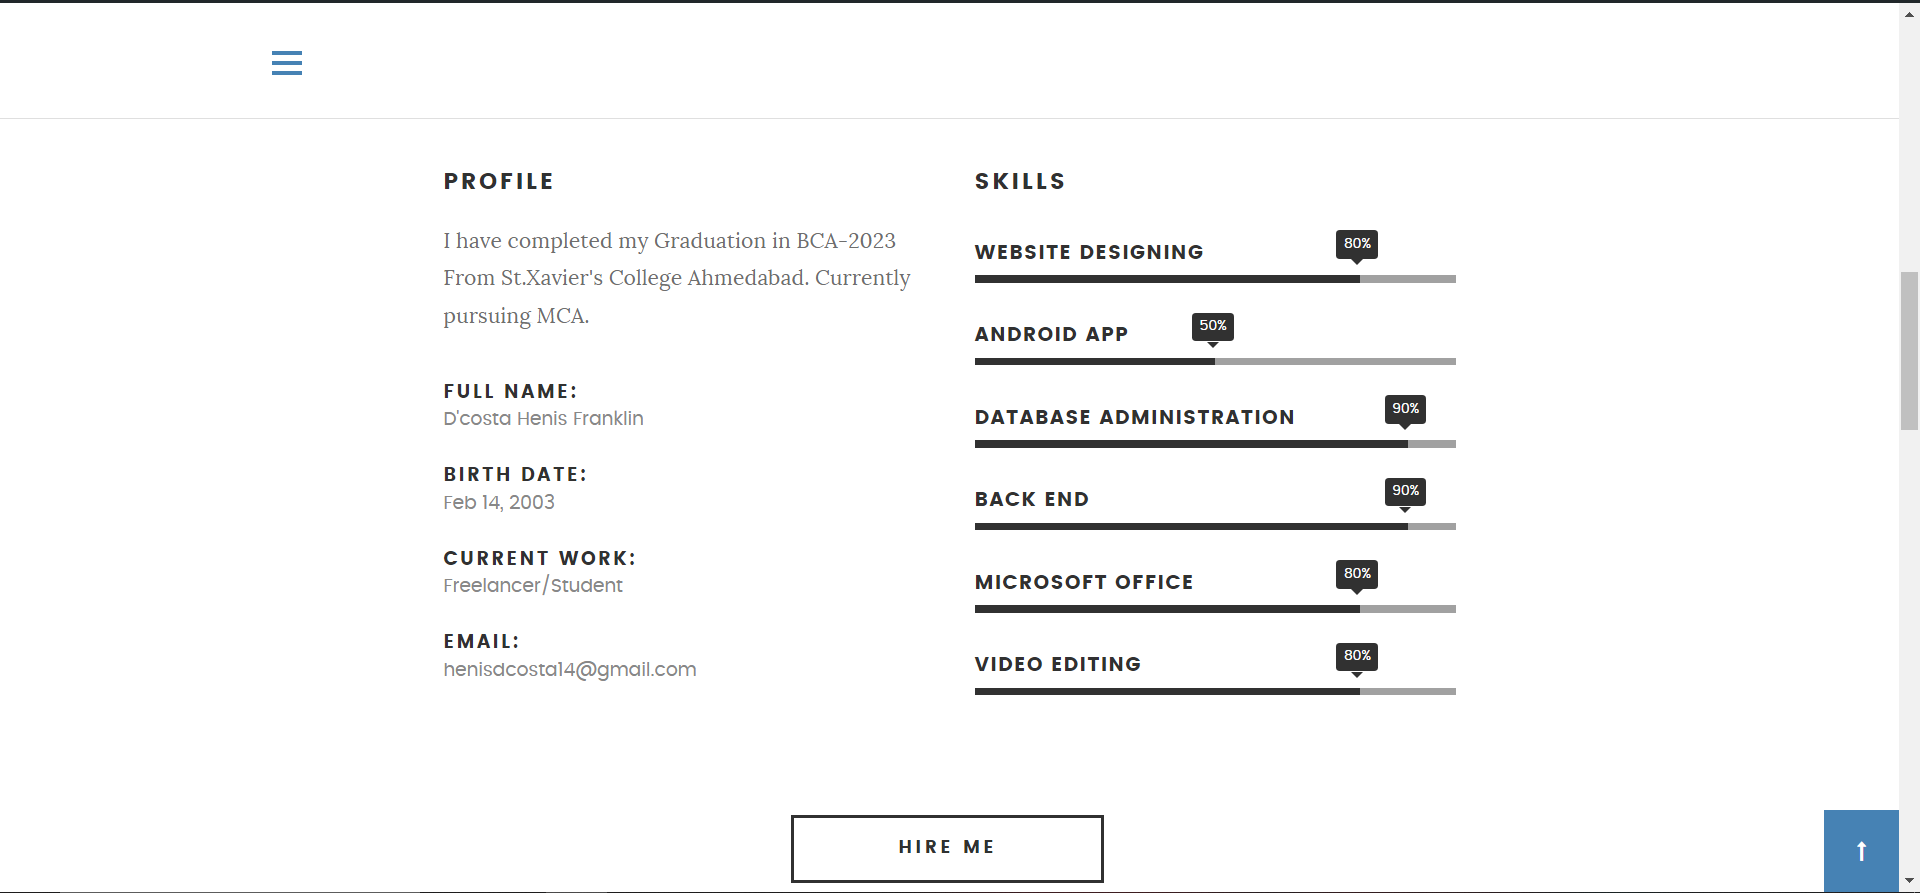 PROFILE
I have completed my Graduation in BCA-2023
From St.Xavier's College Ahmedabad. Currently
pursuing MCA.
FULL NAME:
D'costa Henis Franklin
BIRTH DATE:
Feb 14, 2003
CURRENT WORK:
Freelancer/Student
EMAIL:
henisdcosta14@gmail.com
SKILLS
WEBSITE DESIGNING 80%
ANDROID APP 50%
DATABASE ADMINISTRATION 90%
BACK END 90%
MICROSOFT OFFICE 80%
VIDEO EDITING 80%
HIRE ME